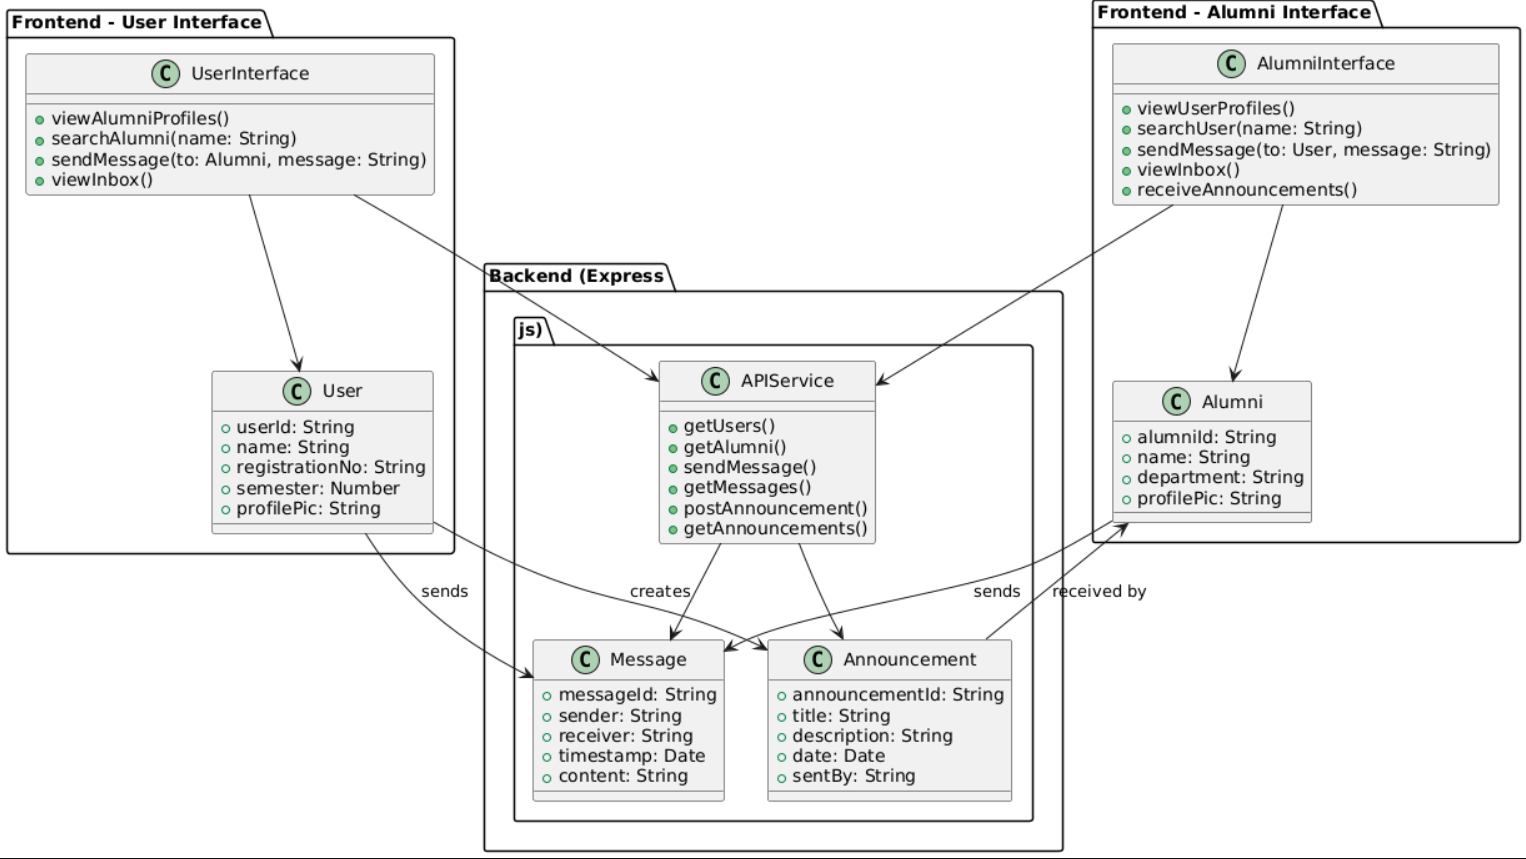 Frontend - User Interface
C UserInterface
viewAlumniProfiles()
searchAlumni(name: String)
sendMessage(to: Alumni, message: String)
viewInbox()
Frontend - Alumni Interface
C AlumniInterface
viewUserProfiles()
searchUser(name: String)
sendMessage(to: User, message: String)
viewInbox()
receiveAnnouncements()
Backend (Express
js)
C User
userId: String
name: String
registrationNo: String
semester: Number
profilePic: String
C APIService
getUsers()
getAlumni()
sendMessage()
getMessages()
postAnnouncement()
getAnnouncements()
C Alumni
alumniId: String
name: String
department: String
profilePic: String
sends
creates
sends
received by
C Message
messageId: String
sender: String
receiver: String
timestamp: Date
content: String
C Announcement
announcementId: String
title: String
description: String
date: Date
sentBy: String